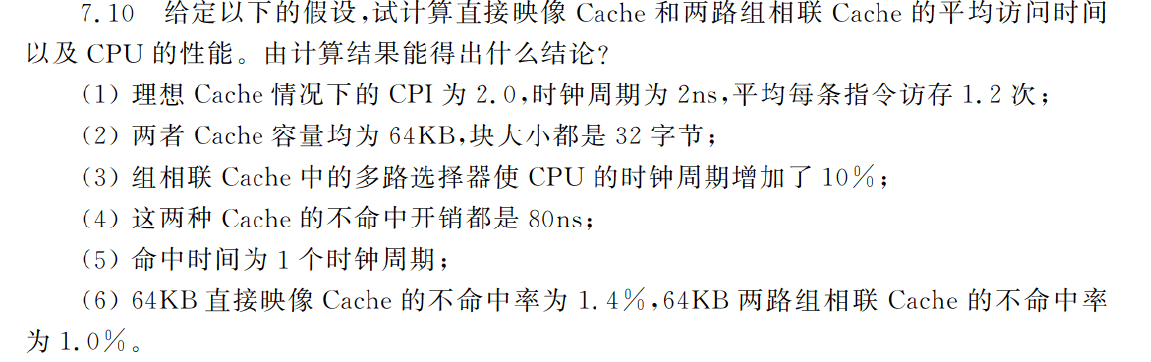 7.10 给定以下的假设,试计算直接映像 Cache 和两路组相联 Cache 的平均访问时间
以及 CPU 的性能。由计算结果能得出什么结论?
(1) 理想 Cache 情况下的 CPI 为 2.0,时钟周期为 2ns,平均每条指令访存 1.2 次;
(2) 两者 Cache 容量均为 64KB,块大小都是 32 字节;
(3) 组相联 Cache 中的多路选择器使 CPU 的时钟周期增加了 10%;
(4) 这两种 Cache 的不命中开销都是 80ns;
(5) 命中时间为 1 个时钟周期;
(6) 64KB 直接映像 Cache 的不命中率为 1.4%,64KB 两路组相联 Cache 的不命中率
为 1.0%。